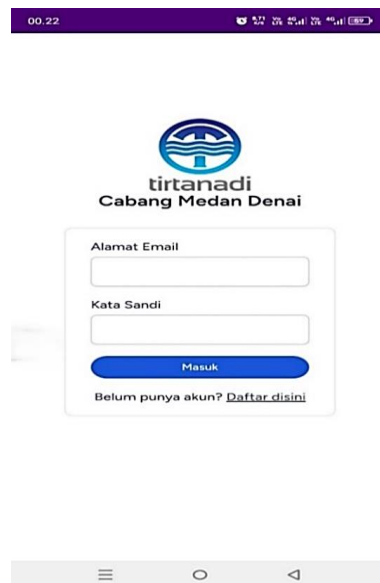 00.22
tirtanadi
Cabang Medan Denai
Alamat Email
Kata Sandi
Masuk
Belum punya akun? Daftar disini